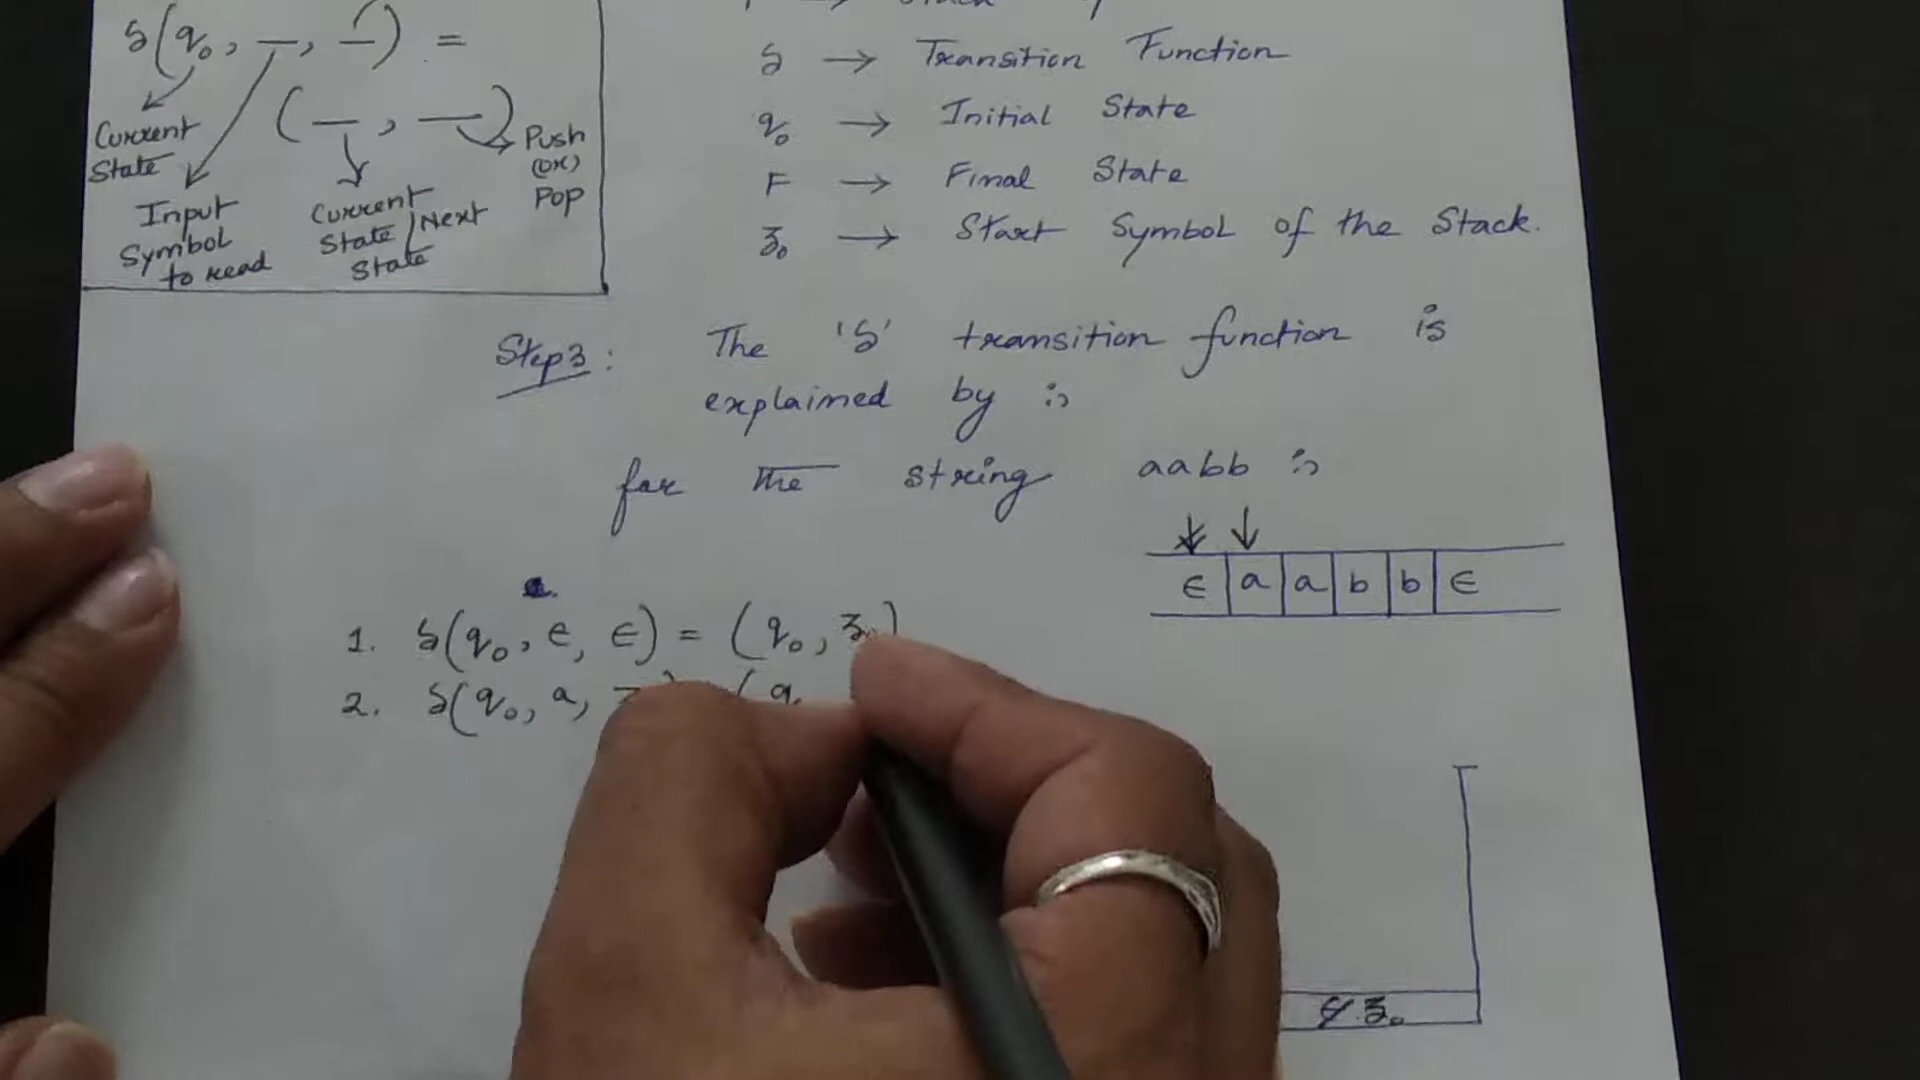 δ(q₀, —, —) =
(—, —)
Current
State
Input
Symbol
to read
Current
State / Next
State
Push
(or)
Pop
δ → Transition Function
q₀ → Initial State
F → Final State
z₀ → Start Symbol of the Stack.
Step 3 : The 'δ' transition function is
explained by :-
for the string aabb :-
ϵ a a b b ϵ
1. δ(q₀, ϵ, ϵ) = (q₀, z₀)
2. δ(q₀, a,
z₀